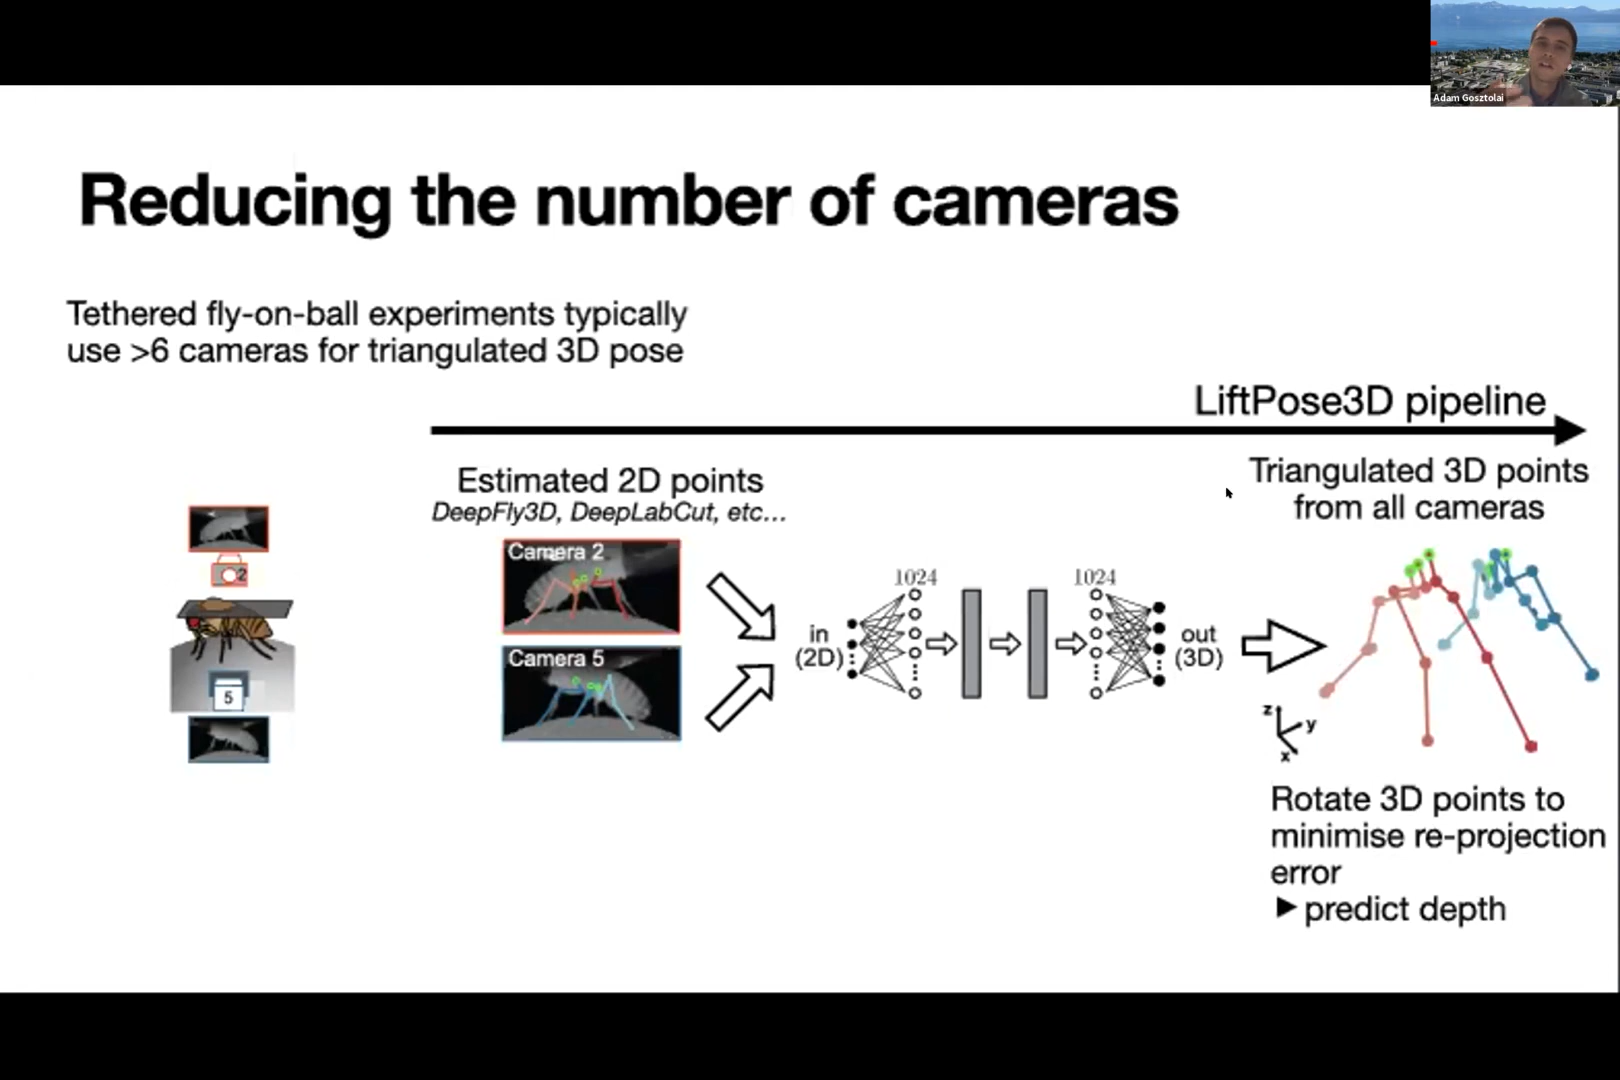 Adam Gosztolai
Reducing the number of cameras
Tethered fly-on-ball experiments typically
use >6 cameras for triangulated 3D pose
LiftPose3D pipeline
Estimated 2D points
DeepFly3D, DeepLabCut, etc...
Triangulated 3D points
from all cameras
2
5
Camera 2
Camera 5
in
(2D)
1024
1024
out
(3D)
z
y
x
Rotate 3D points to
minimise re-projection
error
▶ predict depth